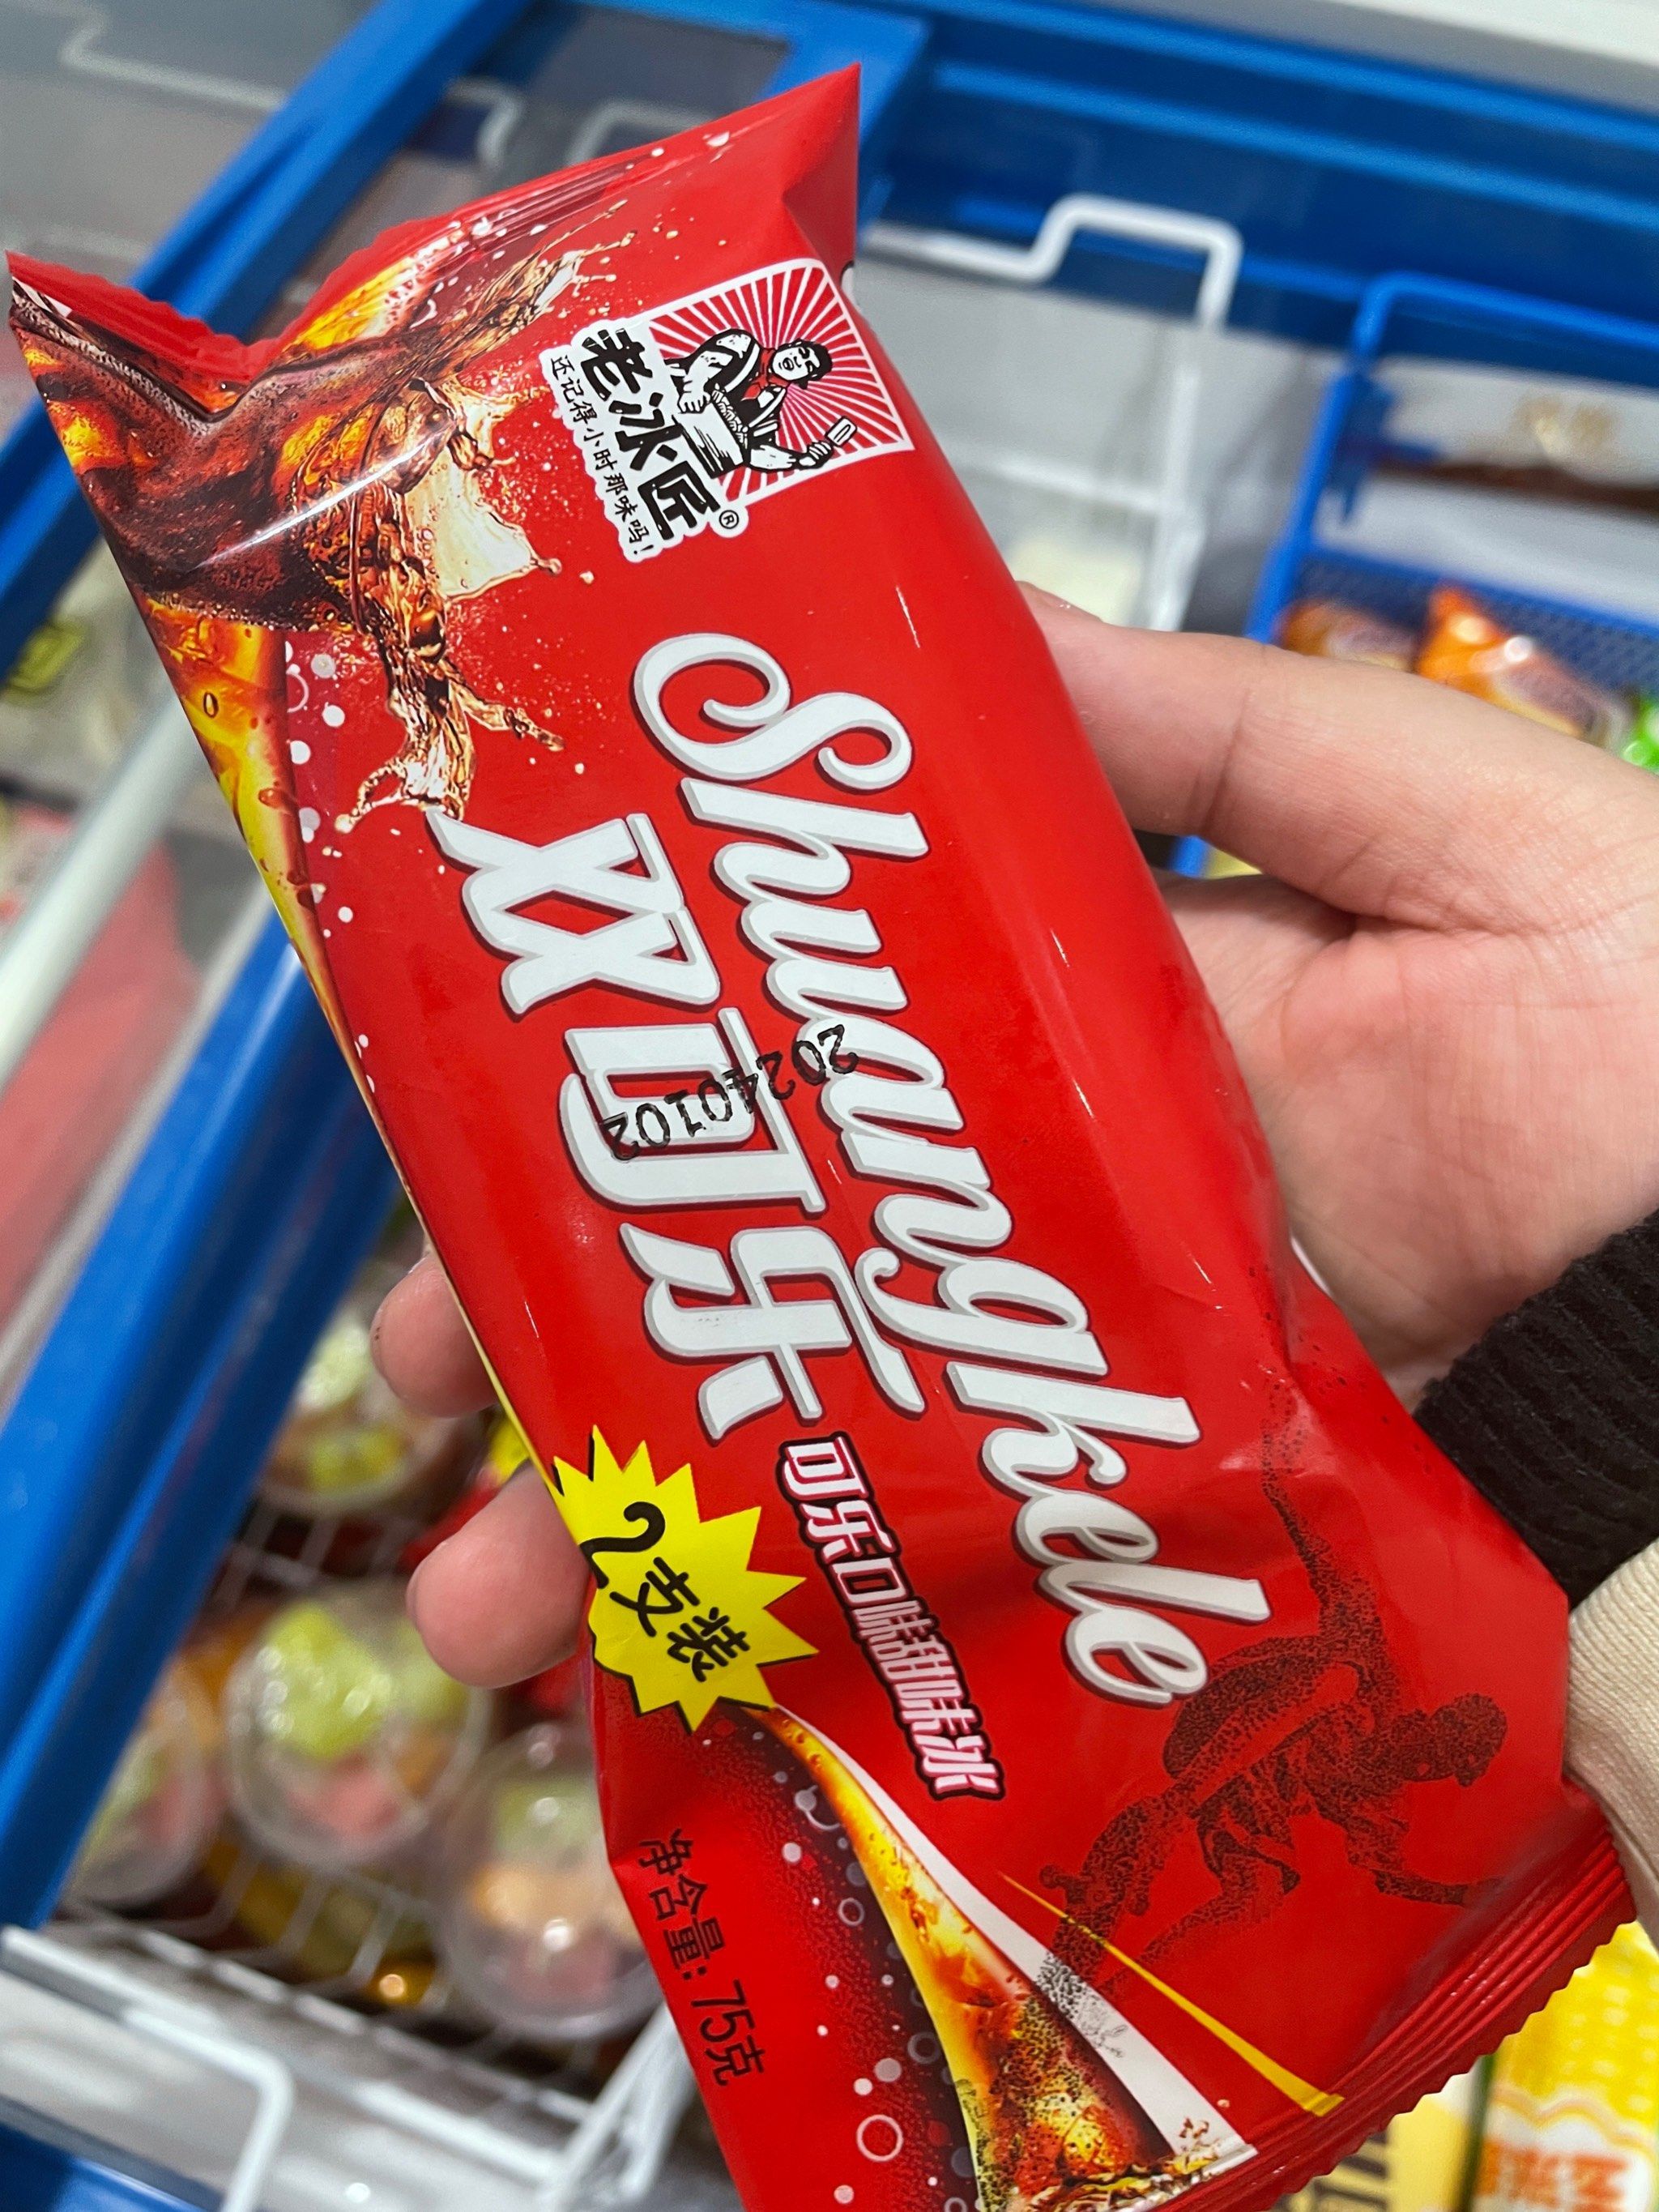 老冰匠®
还记得小时那味吗!
Shuangkele
双可乐
20240102
可乐口味甜味冰
2支装
净含量: 75克